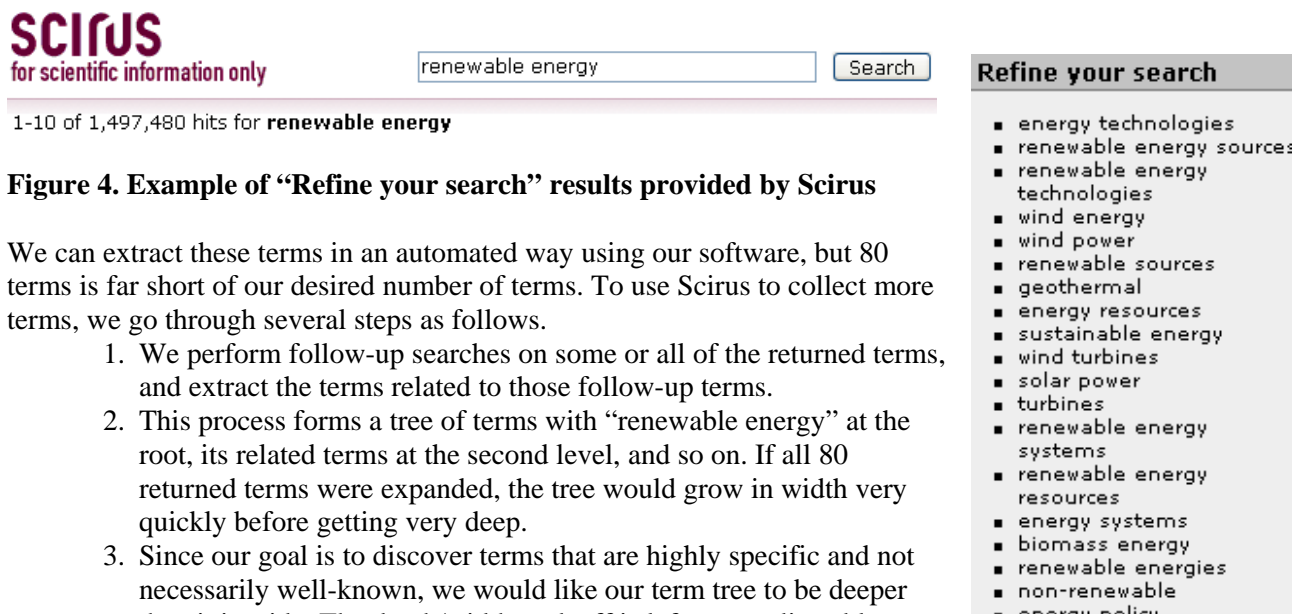 SCIRUS
for scientific information only
renewable energy
Search
1-10 of 1,497,480 hits for renewable energy
Figure 4. Example of “Refine your search” results provided by Scirus
We can extract these terms in an automated way using our software, but 80
terms is far short of our desired number of terms. To use Scirus to collect more
terms, we go through several steps as follows.
1. We perform follow-up searches on some or all of the returned terms,
and extract the terms related to those follow-up terms.
2. This process forms a tree of terms with “renewable energy” at the
root, its related terms at the second level, and so on. If all 80
returned terms were expanded, the tree would grow in width very
quickly before getting very deep.
3. Since our goal is to discover terms that are highly specific and not
necessarily well-known, we would like our term tree to be deeper
Refine your search
▪ energy technologies
▪ renewable energy sources
▪ renewable energy
technologies
▪ wind energy
▪ wind power
▪ renewable sources
▪ geothermal
▪ energy resources
▪ sustainable energy
▪ wind turbines
▪ solar power
▪ turbines
▪ renewable energy
systems
▪ renewable energy
resources
▪ energy systems
▪ biomass energy
▪ renewable energies
▪ non-renewable
▪ energy policy